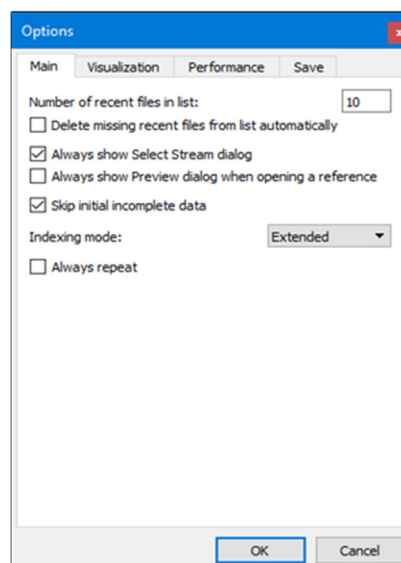 Options
Main Visualization Performance Save
Number of recent files in list: 10
Delete missing recent files from list automatically
Always show Select Stream dialog
Always show Preview dialog when opening a reference
Skip initial incomplete data
Indexing mode: Extended
Always repeat
OK Cancel